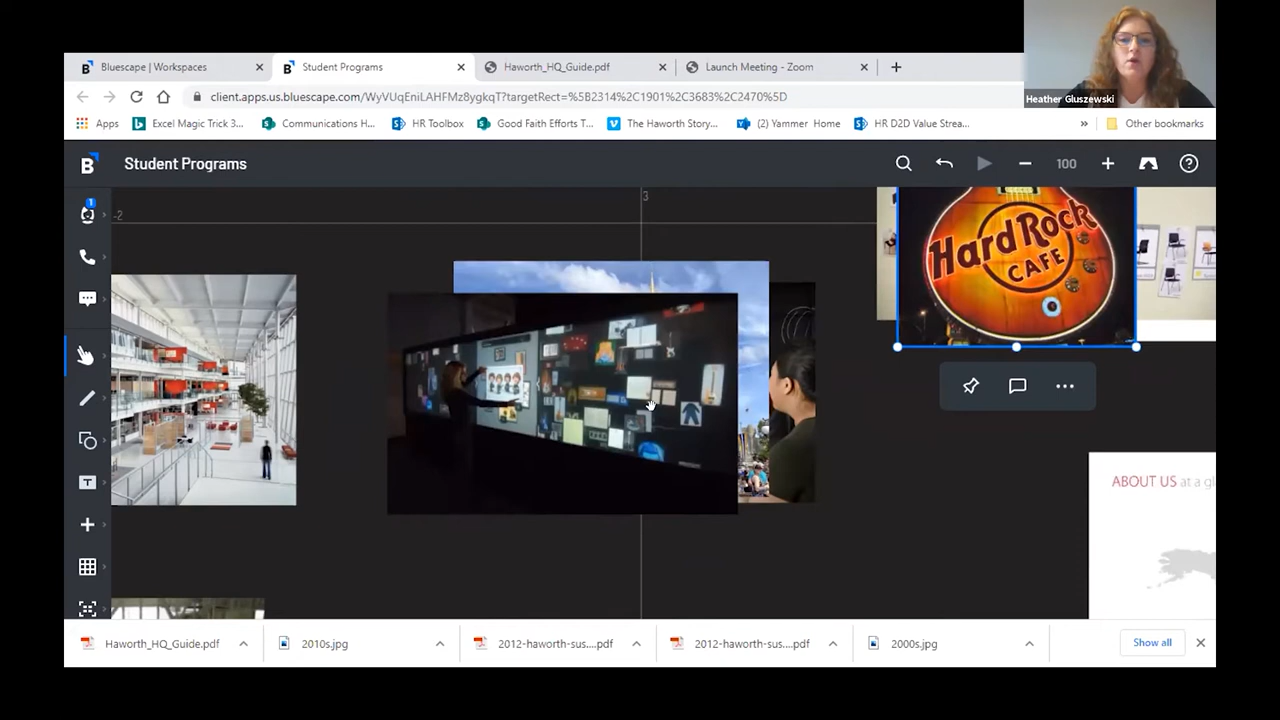 Heather Gluszewski
Bluescape | Workspaces
Student Programs
Haworth_HQ_Guide.pdf
Launch Meeting - Zoom
client.apps.us.bluescape.com/WyVUqEniLAHFMz8ygkqT?targetRect=%5B2314%2C1901%2C3683%2C2470%5D
Apps
Excel Magic Trick 3...
Communications H...
HR Toolbox
Good Faith Efforts T...
The Haworth Story...
(2) Yammer Home
HR D2D Value Strea...
»
Other bookmarks
B
Student Programs
100
1
-2
3
Hard Rock
CAFE
T
ABOUT US at a gl
Haworth_HQ_Guide.pdf
2010s.jpg
2012-haworth-sus....pdf
2012-haworth-sus....pdf
2000s.jpg
Show all